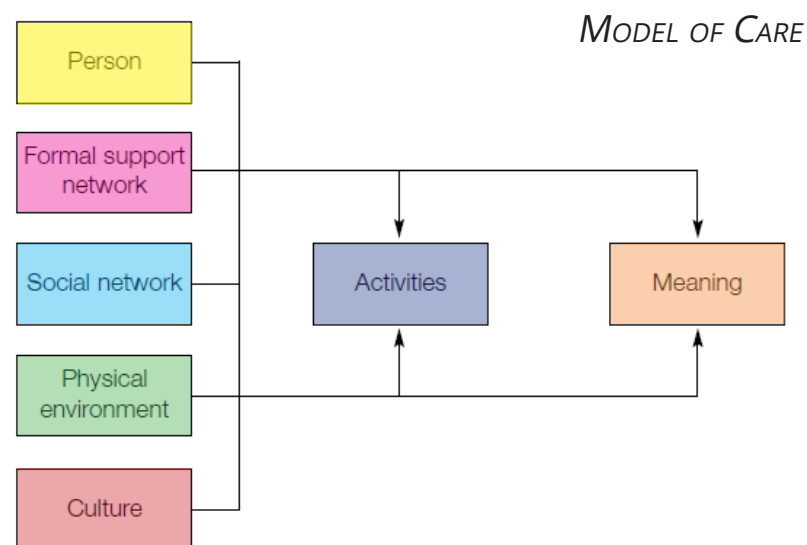 MODEL OF CARE
Person
Formal support
network
Social network
Activities
Meaning
Physical
environment
Culture